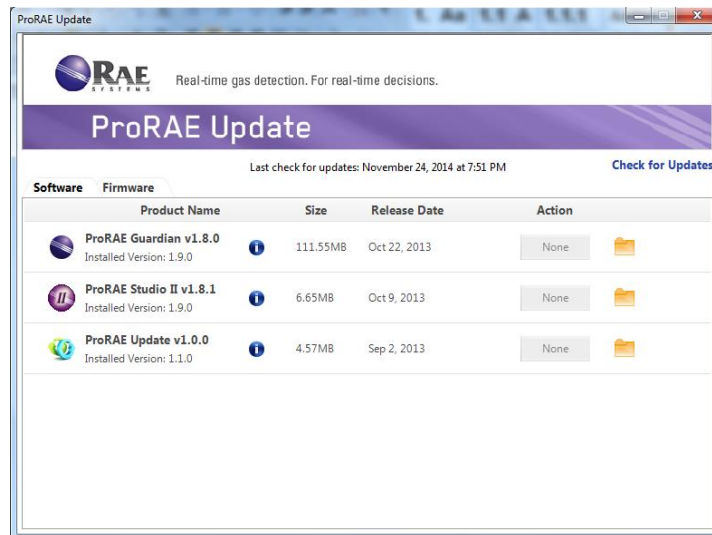 ProRAE Update
RAE
SYSTEMS
Real-time gas detection. For real-time decisions.
ProRAE Update
Last check for updates: November 24, 2014 at 7:51 PM
Check for Updates
Software Firmware
Product Name Size Release Date Action
ProRAE Guardian v1.8.0
Installed Version: 1.9.0
111.55MB Oct 22, 2013 None
II
ProRAE Studio II v1.8.1
Installed Version: 1.9.0
6.65MB Oct 9, 2013 None
ProRAE Update v1.0.0
Installed Version: 1.1.0
4.57MB Sep 2, 2013 None